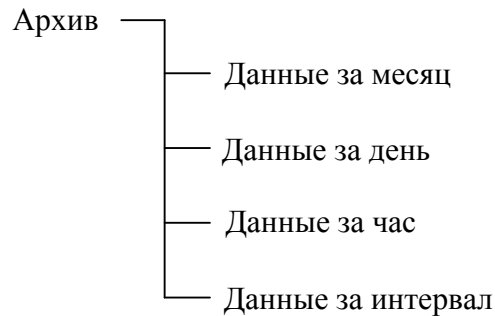 Архив
Данные за месяц
Данные за день
Данные за час
Данные за интервал